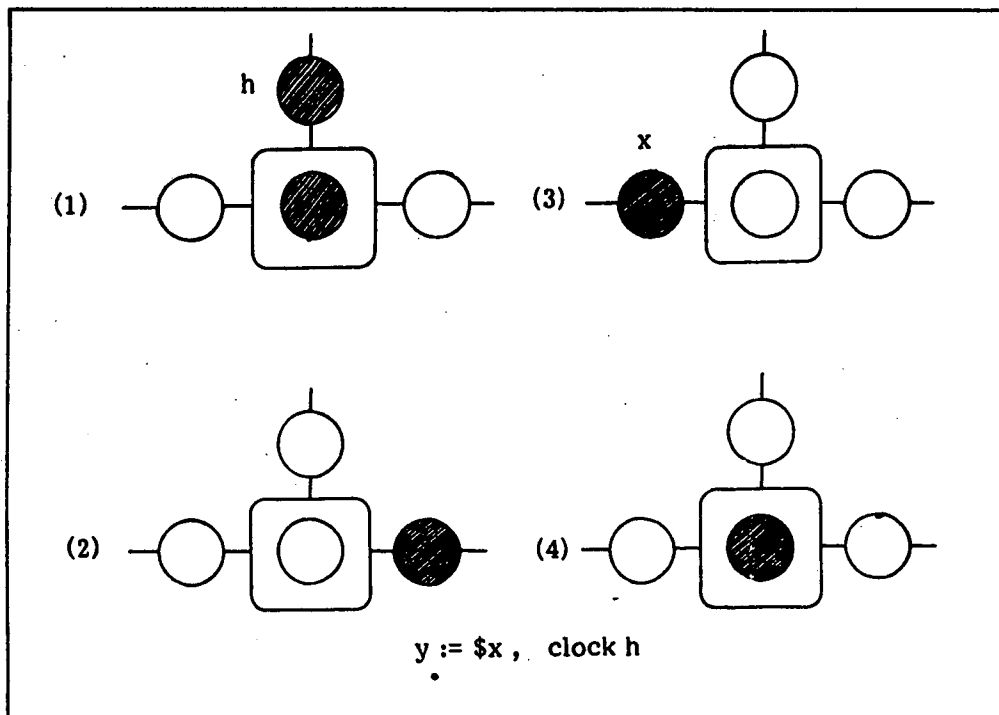 h
(1)
x
(3)
(2)
(4)
y := $x , clock h